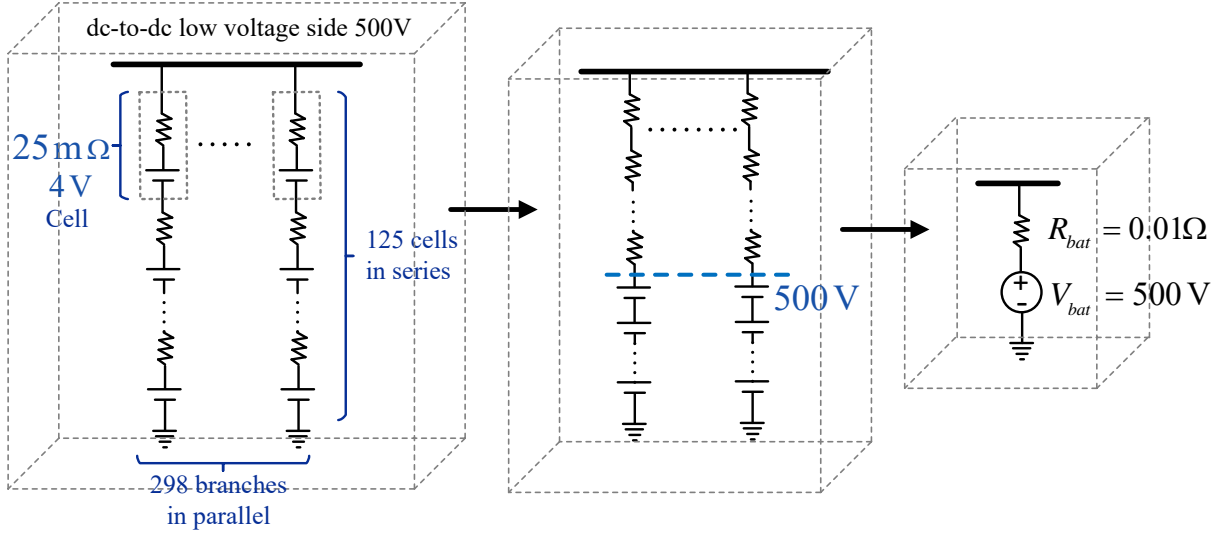 dc-to-dc low voltage side 500V
25 mΩ
4 V
Cell
125 cells
in series
298 branches
in parallel
500 V
R_bat = 0.01Ω
+
-
V_bat = 500 V